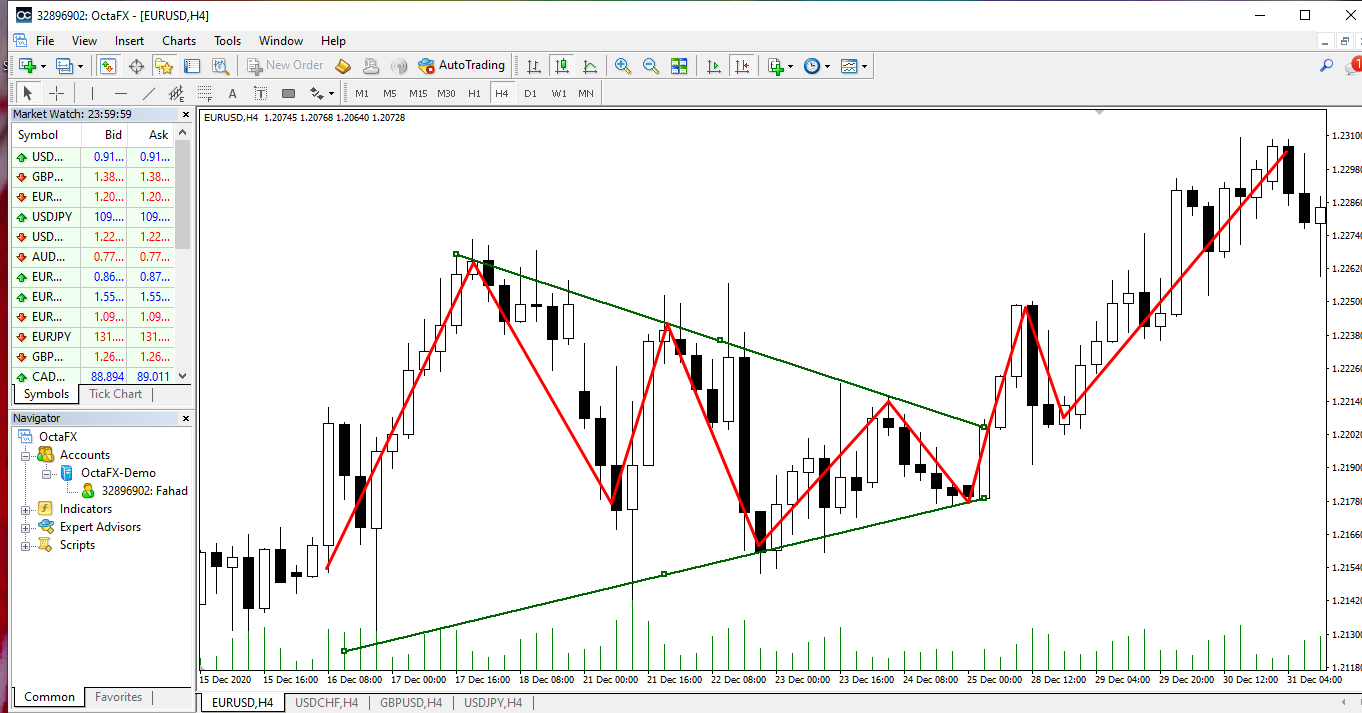 32896902: OctaFX - [EURUSD,H4]
File View Insert Charts Tools Window Help
New Order AutoTrading
A T M1 M5 M15 M30 H1 H4 D1 W1 MN
Market Watch: 23:59:59
Symbol Bid Ask
USD... 0.91... 0.91...
GBP... 1.38... 1.38...
EUR... 1.20... 1.20...
USDJPY 109.... 109....
USD... 1.22... 1.22...
AUD... 0.77... 0.77...
EUR... 0.86... 0.87...
EUR... 1.55... 1.55...
EUR... 1.09... 1.09...
EURJPY 131.... 131....
GBP... 1.26... 1.26...
CAD... 88.894 89.011
Symbols Tick Chart
Navigator
OctaFX
Accounts
OctaFX-Demo
32896902: Fahad
Indicators
Expert Advisors
Scripts
Common Favorites
EURUSD,H4 1.20745 1.20768 1.20640 1.20728
1.23100
1.22980
1.22860
1.22740
1.22620
1.22500
1.22380
1.22260
1.22140
1.22020
1.21900
1.21780
1.21660
1.21540
1.21420
1.21300
1.21180
15 Dec 2020 15 Dec 16:00 16 Dec 08:00 17 Dec 00:00 17 Dec 16:00 18 Dec 08:00 21 Dec 00:00 21 Dec 16:00 22 Dec 08:00 23 Dec 00:00 23 Dec 16:00 24 Dec 08:00 25 Dec 00:00 28 Dec 12:00 29 Dec 04:00 29 Dec 20:00 30 Dec 12:00 31 Dec 04:00
EURUSD,H4 USDCHF,H4 GBPUSD,H4 USDJPY,H4